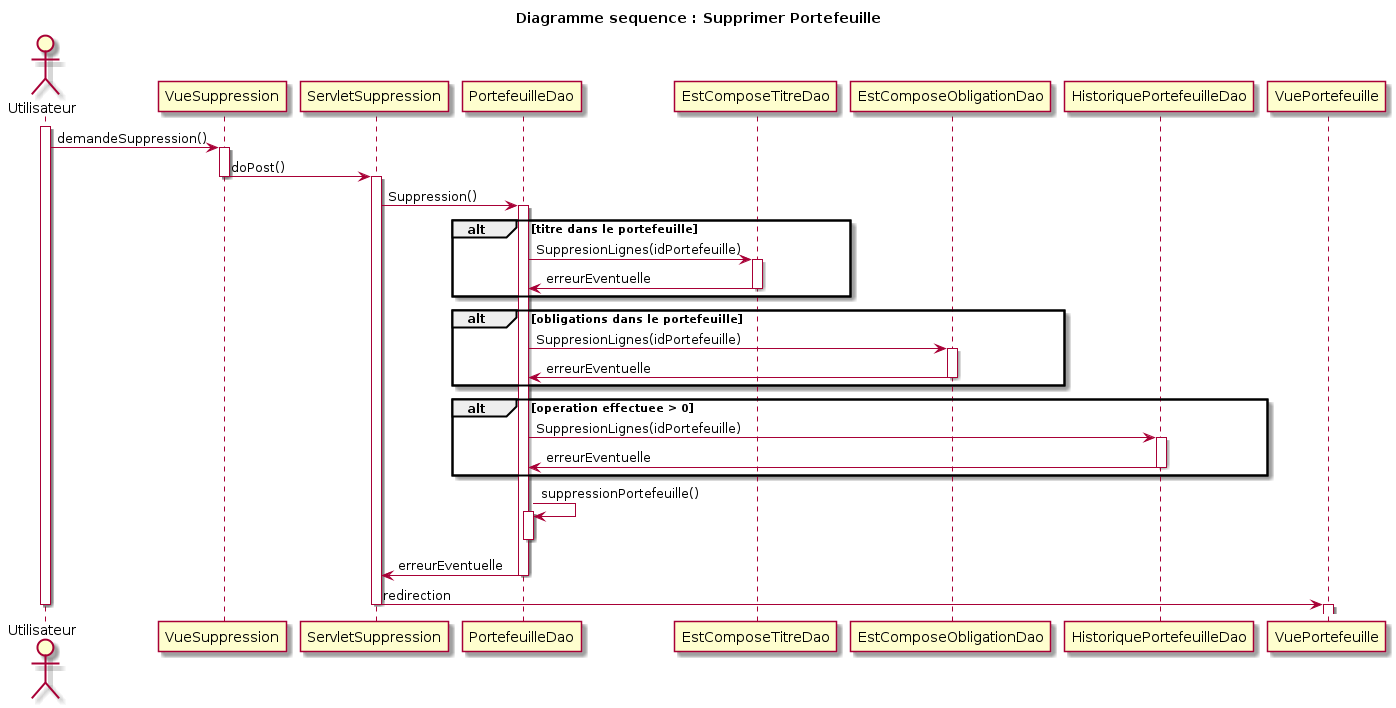 Diagramme sequence : Supprimer Portefeuille
Utilisateur
VueSuppression
ServletSuppression
PortefeuilleDao
EstComposeTitreDao
EstComposeObligationDao
HistoriquePortefeuilleDao
VuePortefeuille
demandeSuppression()
doPost()
Suppression()
alt [titre dans le portefeuille]
SuppresionLignes(idPortefeuille)
erreurEventuelle
alt [obligations dans le portefeuille]
SuppresionLignes(idPortefeuille)
erreurEventuelle
alt [operation effectuee > 0]
SuppresionLignes(idPortefeuille)
erreurEventuelle
suppressionPortefeuille()
erreurEventuelle
redirection
Utilisateur
VueSuppression
ServletSuppression
PortefeuilleDao
EstComposeTitreDao
EstComposeObligationDao
HistoriquePortefeuilleDao
VuePortefeuille